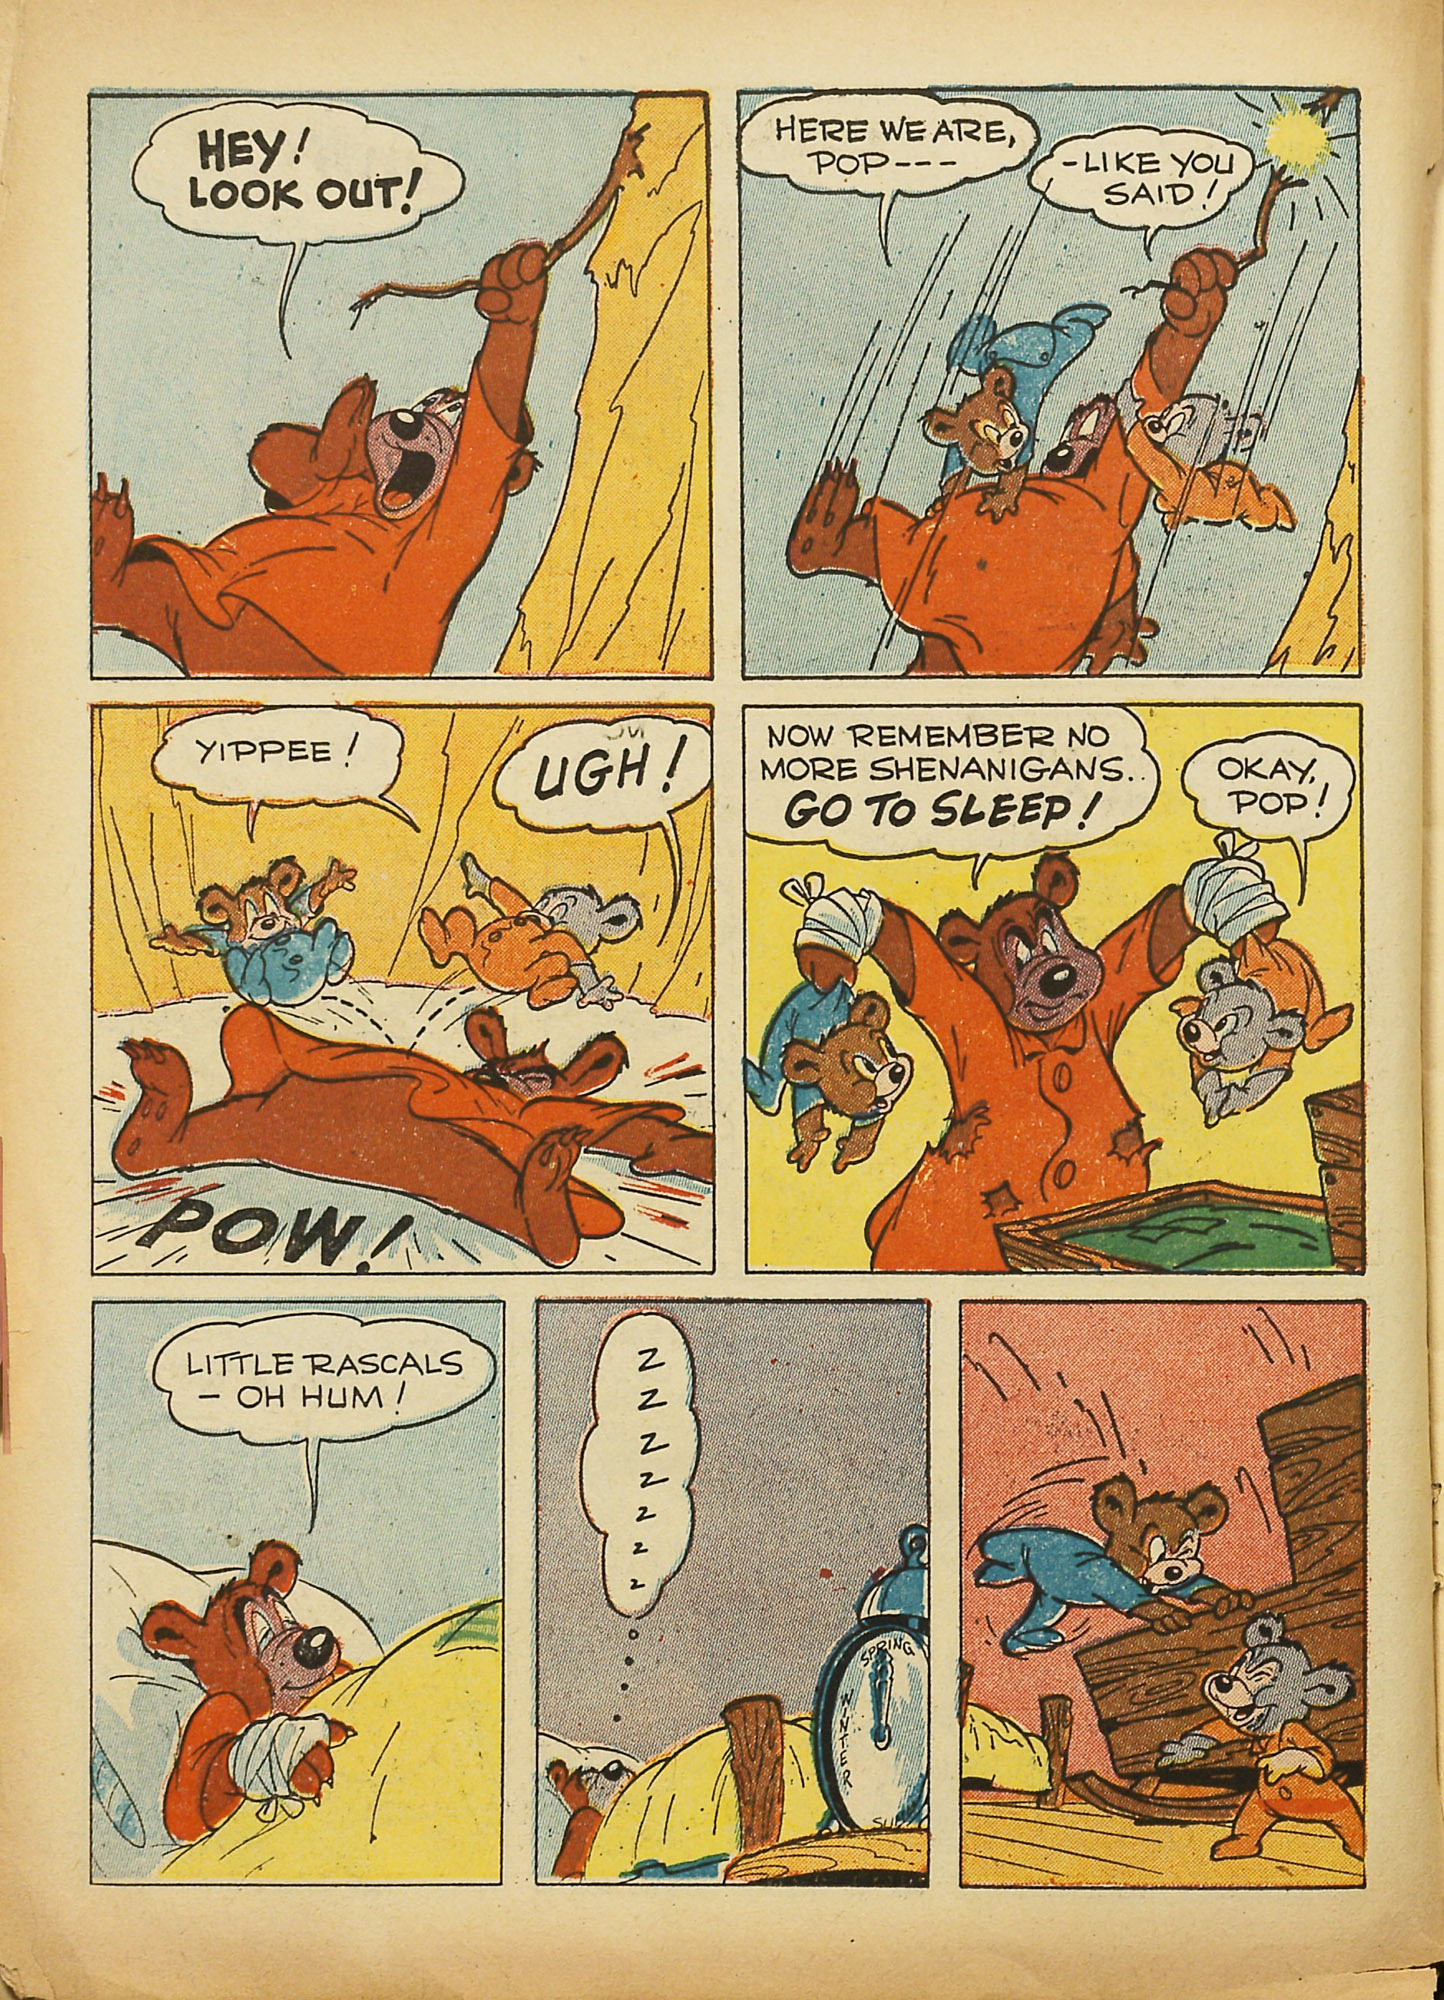 HEY!
LOOK OUT!
HERE WE ARE,
POP---
-LIKE YOU
SAID!
YIPPEE!
UGH!
POW!
NOW REMEMBER NO
MORE SHENANIGANS..
GO TO SLEEP!
OKAY,
POP!
LITTLE RASCALS
- OH HUM!
Z
Z
Z
Z
Z
Z
Z
SPRING
WINTER